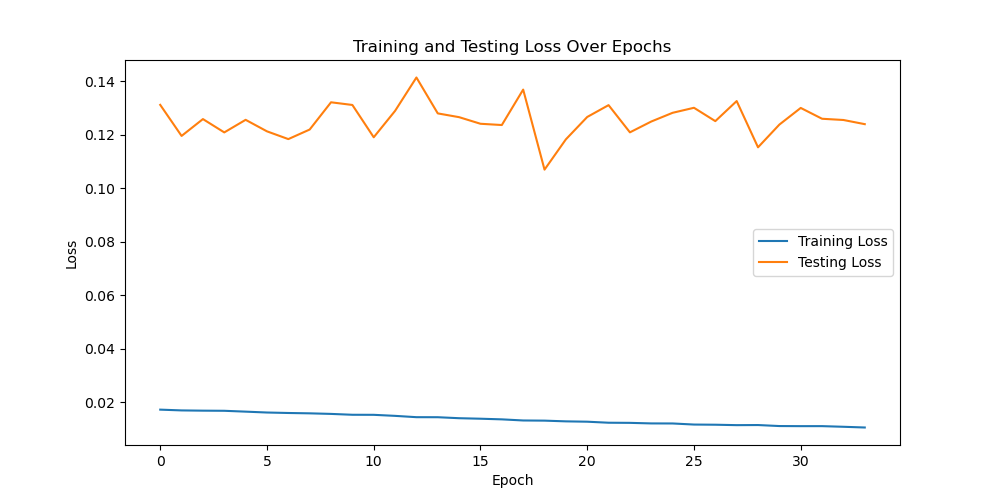 Training and Testing Loss Over Epochs
0.14
0.12
0.10
0.08
0.06
0.04
0.02
Loss
Training Loss
Testing Loss
0 5 10 15 20 25 30
Epoch